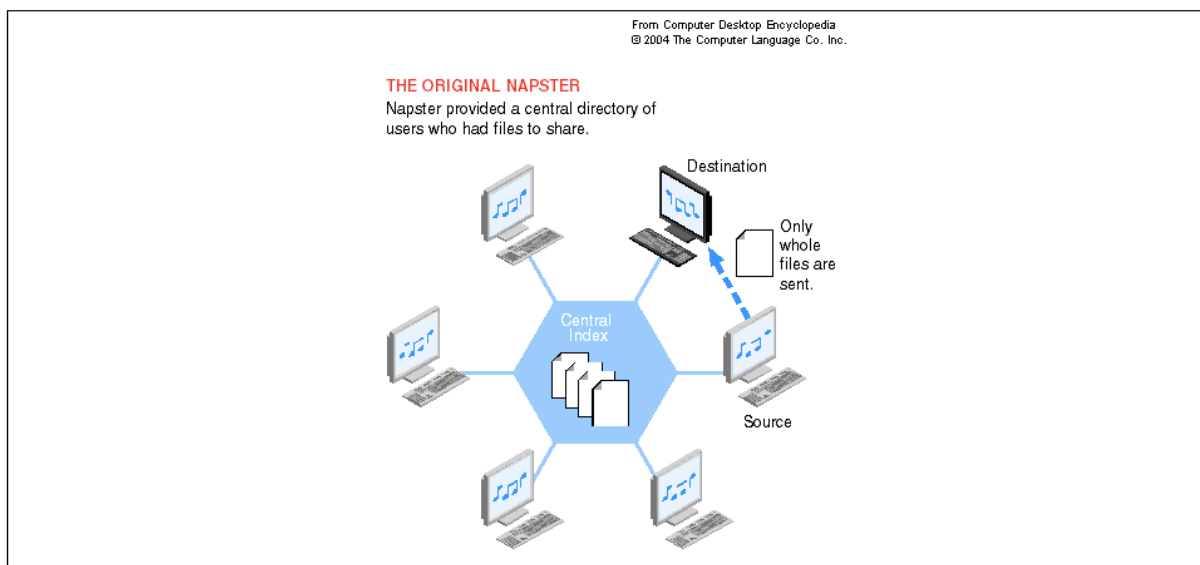 From Computer Desktop Encyclopedia
© 2004 The Computer Language Co. Inc.
THE ORIGINAL NAPSTER
Napster provided a central directory of
users who had files to share.
Destination
Only
whole
files are
sent.
Central
Index
Source